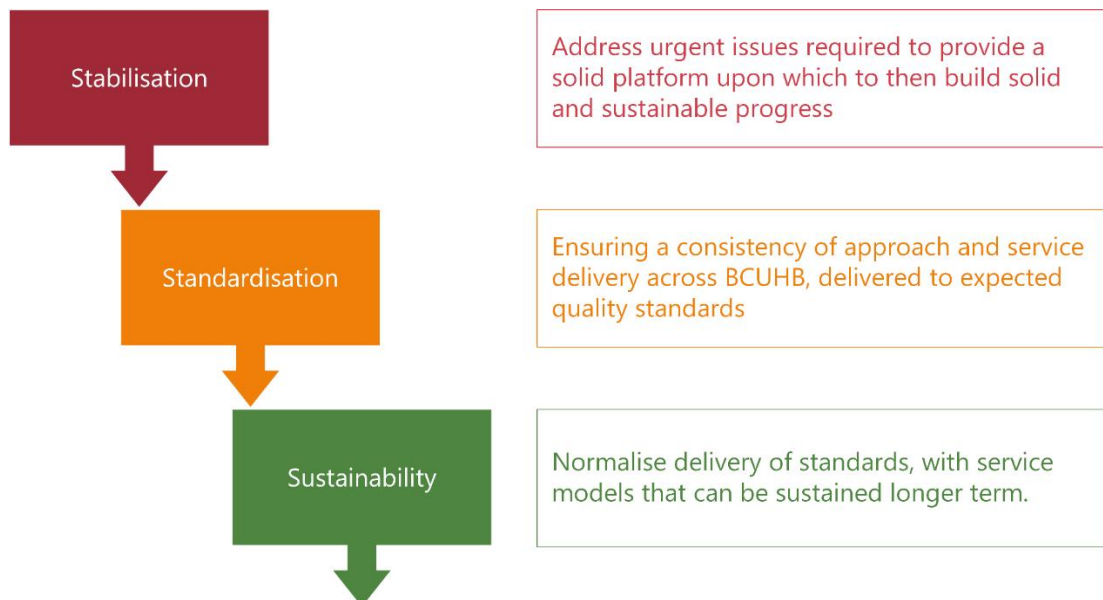 Stabilisation
Address urgent issues required to provide a
solid platform upon which to then build solid
and sustainable progress
Standardisation
Ensuring a consistency of approach and service
delivery across BCUHB, delivered to expected
quality standards
Sustainability
Normalise delivery of standards, with service
models that can be sustained longer term.